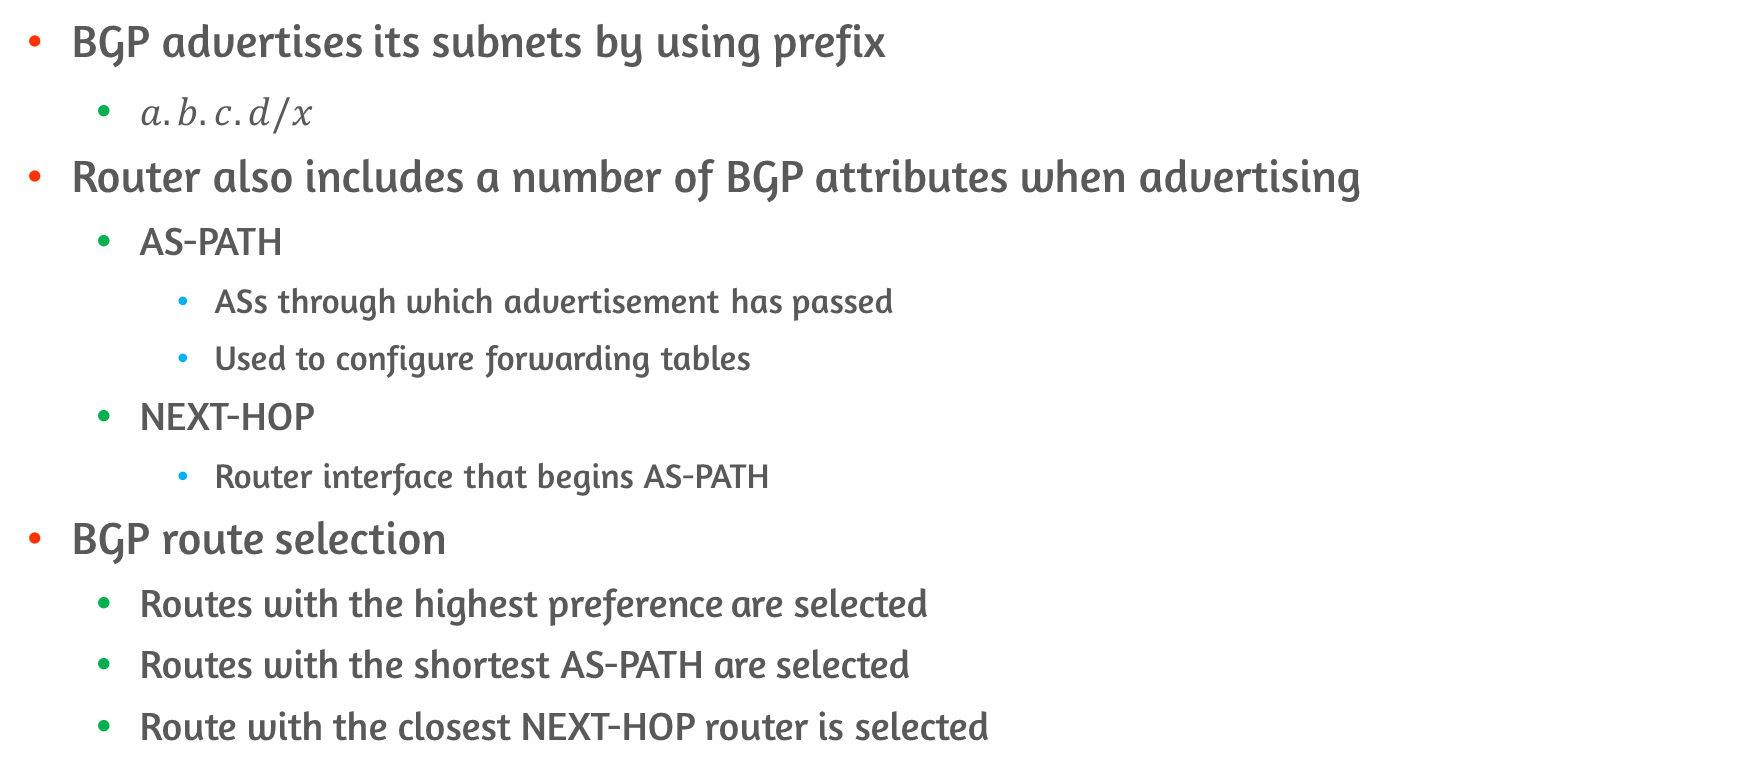 • BGP advertises its subnets by using prefix
• a.b.c.d/x
• Router also includes a number of BGP attributes when advertising
• AS-PATH
• ASs through which advertisement has passed
• Used to configure forwarding tables
• NEXT-HOP
• Router interface that begins AS-PATH
• BGP route selection
• Routes with the highest preference are selected
• Routes with the shortest AS-PATH are selected
• Route with the closest NEXT-HOP router is selected